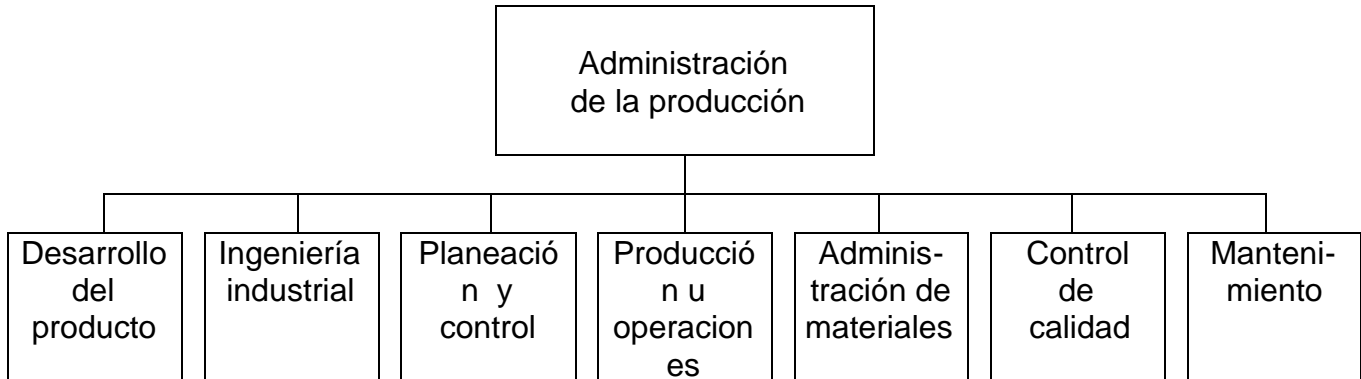 Administración
de la producción
Desarrollo
del
producto
Ingeniería
industrial
Planeació
n y
control
Producció
n u
operacion
es
Adminis-
tración de
materiales
Control
de
calidad
Manteni-
miento